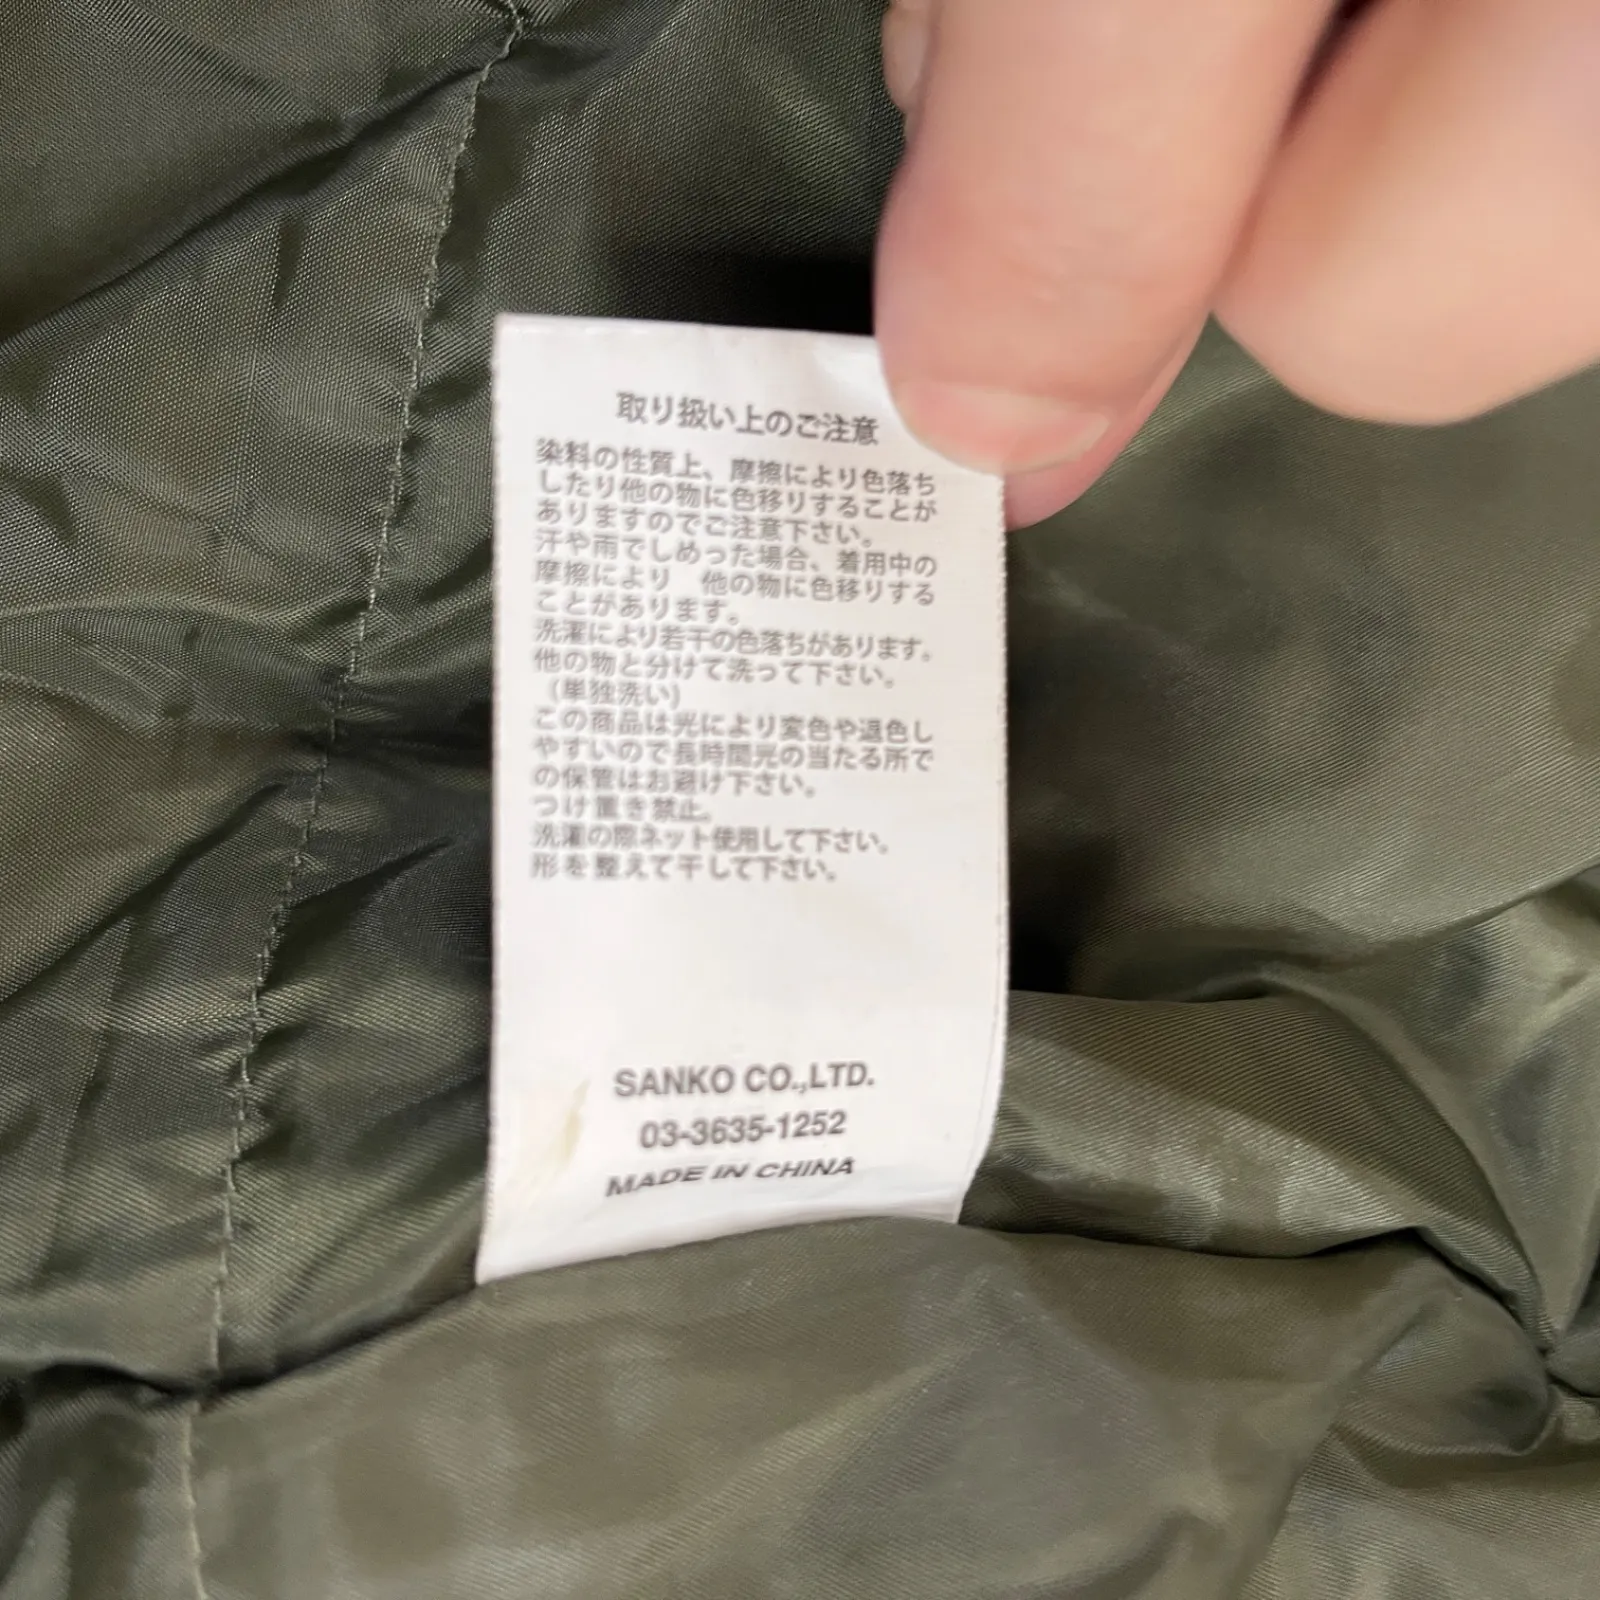 取り扱い上のご注意
染料の性質上、摩擦により色落ち
したり他の物に色移りすることが
ありますのでご注意下さい。
汗や雨でしめった場合、着用中の
摩擦により 他の物に色移りする
ことがあります。
洗濯により若干の色落ちがあります。
他の物と分けて洗って下さい。
(単独洗い)
この商品は光により変色や退色し
やすいので長時間光の当たる所で
の保管はお避け下さい。
つけ置き禁止。
洗濯の際ネット使用して下さい。
形を整えて干して下さい。
SANKO CO.,LTD.
03-3635-1252
MADE IN CHINA